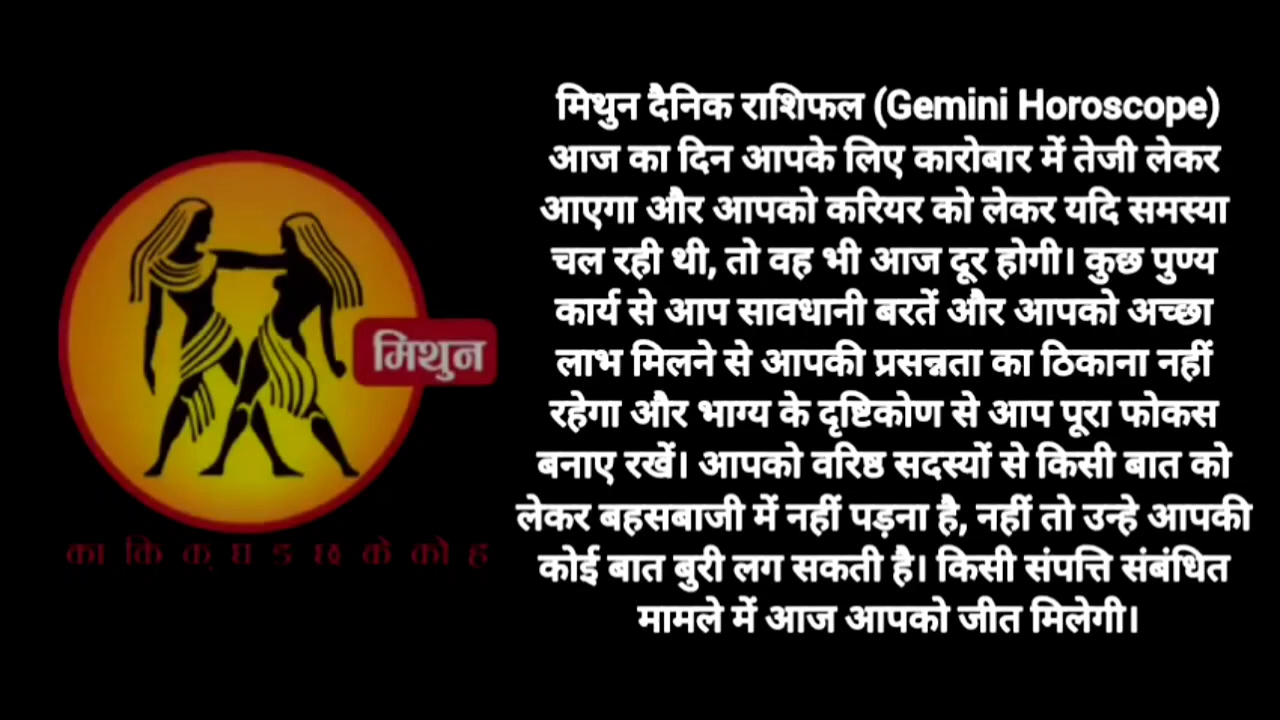 मिथुन दैनिक राशिफल (Gemini Horoscope)
आज का दिन आपके लिए कारोबार में तेजी लेकर
आएगा और आपको करियर को लेकर यदि समस्या
चल रही थी, तो वह भी आज दूर होगी। कुछ पुण्य
कार्य से आप सावधानी बरतें और आपको अच्छा
लाभ मिलने से आपकी प्रसन्नता का ठिकाना नहीं
रहेगा और भाग्य के दृष्टिकोण से आप पूरा फोकस
बनाए रखें। आपको वरिष्ठ सदस्यों से किसी बात को
लेकर बहसबाजी में नहीं पड़ना है, नहीं तो उन्हे आपकी
कोई बात बुरी लग सकती है। किसी संपत्ति संबंधित
मामले में आज आपको जीत मिलेगी।
मिथुन
का कि क् घ ड छ के को ह